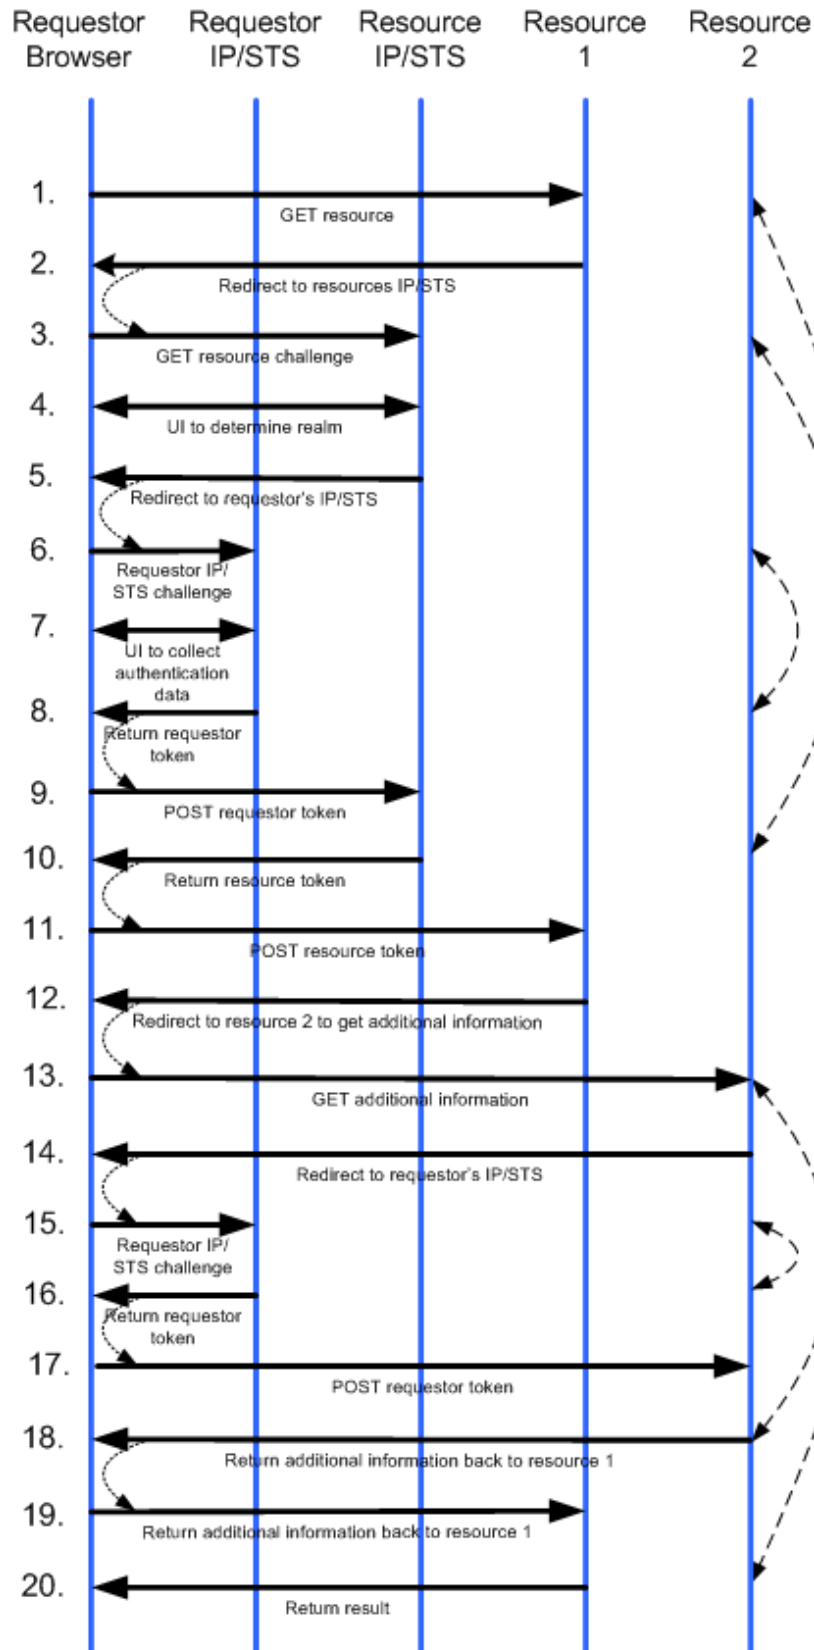 Requestor Browser
Requestor IP/STS
Resource IP/STS
Resource 1
Resource 2
1.
GET resource
2.
Redirect to resources IP/STS
3.
GET resource challenge
4.
UI to determine realm
5.
Redirect to requestor's IP/STS
6.
Requestor IP/
STS challenge
7.
UI to collect
authentication
data
8.
Return requestor
token
9.
POST requestor token
10.
Return resource token
11.
POST resource token
12.
Redirect to resource 2 to get additional information
13.
GET additional information
14.
Redirect to requestor's IP/STS
15.
Requestor IP/
STS challenge
16.
Return requestor
token
17.
POST requestor token
18.
Return additional information back to resource 1
19.
Return additional information back to resource 1
20.
Return result